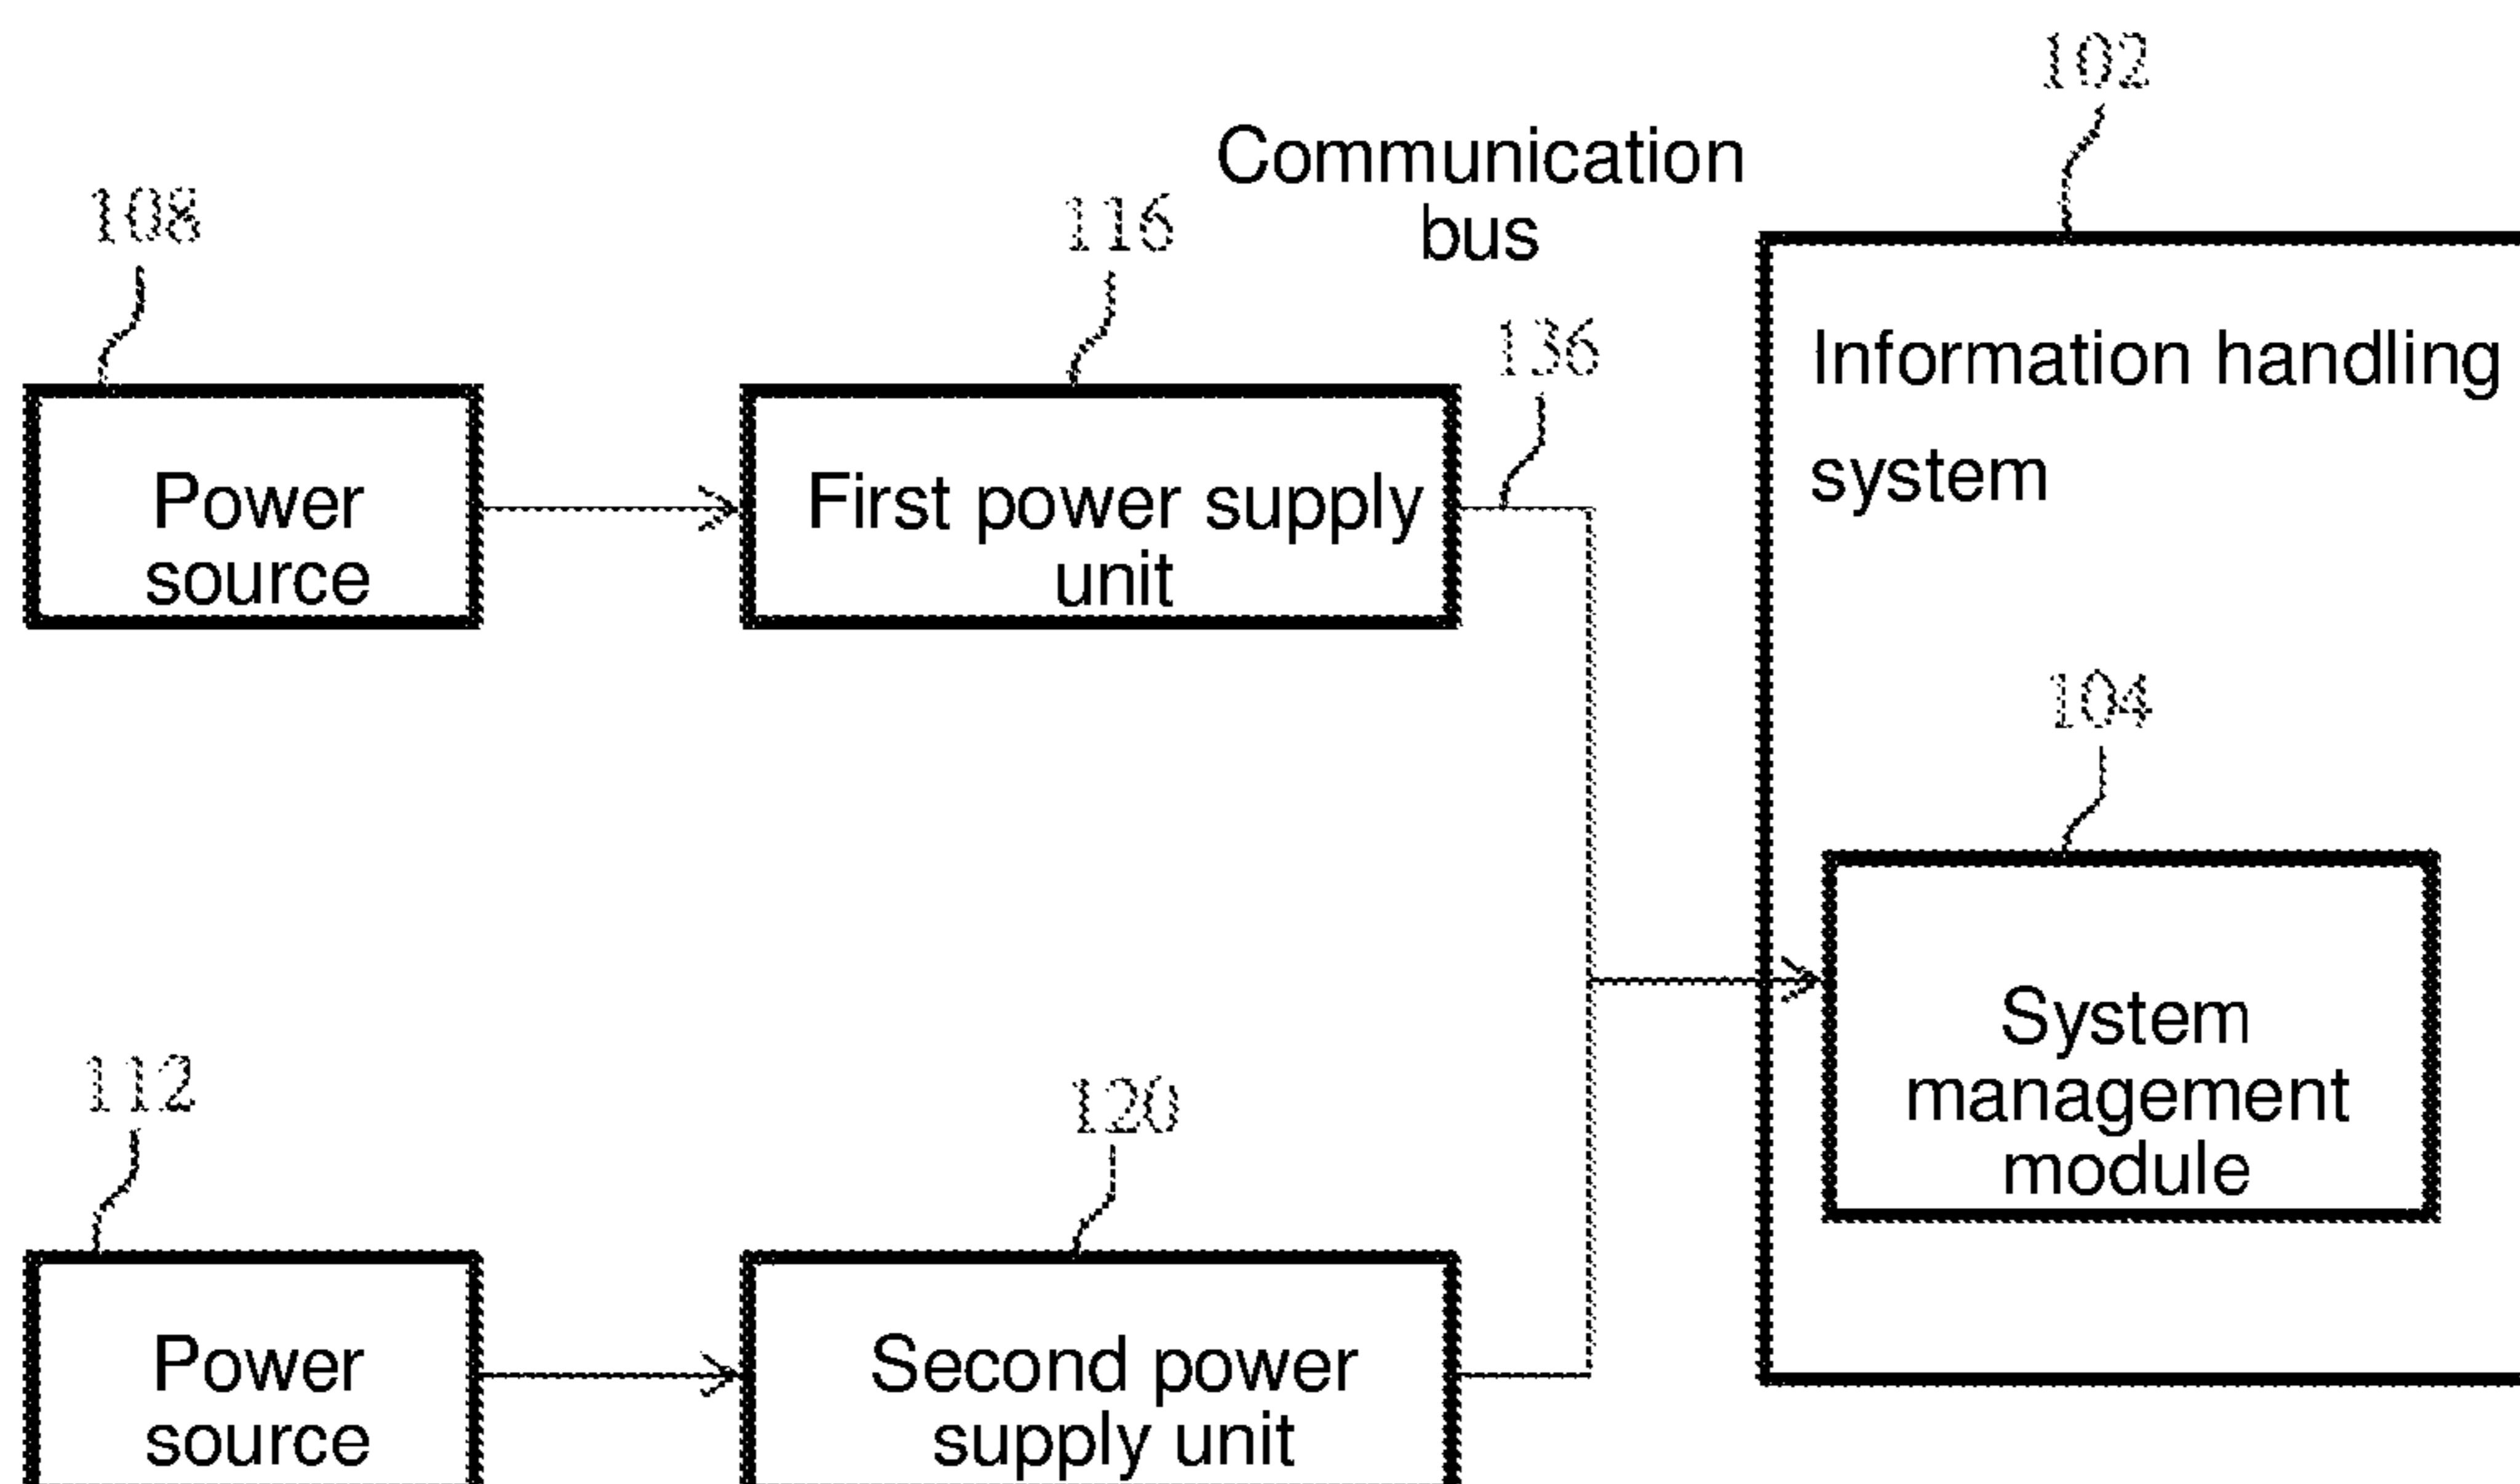 102
Communication
bus
108
116
136
Information handling
system
Power
source
First power supply
unit
104
System
management
module
112
120
Power
source
Second power
supply unit